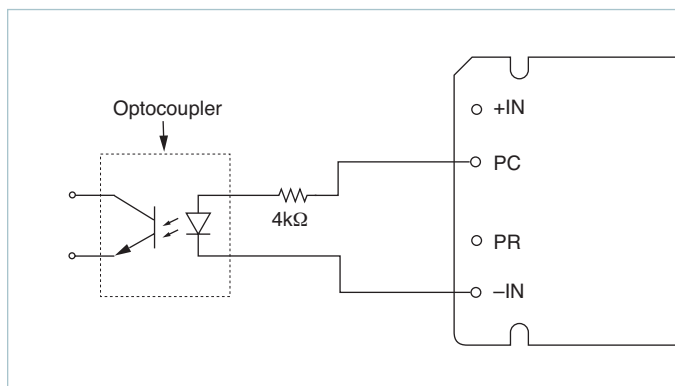 Optocoupler
4kΩ
+IN
PC
PR
–IN